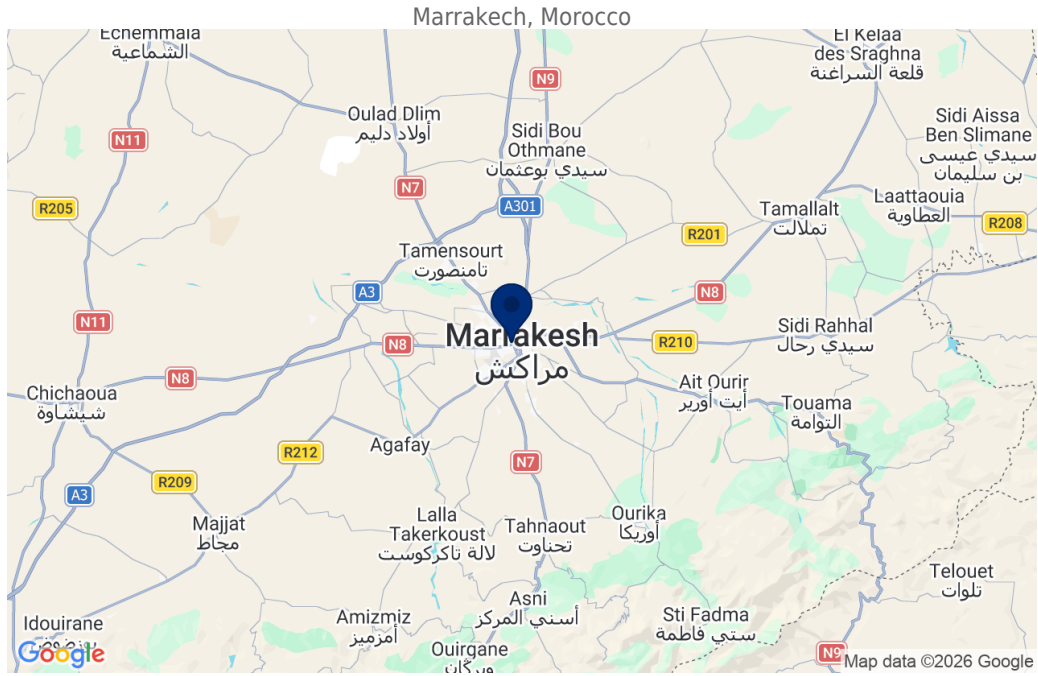 Marrakech, Morocco
Echemmaia
الشماعية
El Kelaa
des Sraghna
قلعة السراغنة
N9
Oulad Dlim
أولاد دليم
Sidi Bou
Othmane
سيدي بوعثمان
Sidi Aissa
Ben Slimane
سيدي عيسى
بن سليمان
N11
N7
R205
A301
Tamallalt
تملالت
Laattaouia
العطاوية
R208
R201
Tamensourt
تامنصورت
A3
N8
N11
Marrakesh
مراكش
N8
R210
Sidi Rahhal
سيدي رحال
N8
Chichaoua
شيشاوة
Ait Ourir
أيت أورير
Touama
التوامة
Agafay
R212
N7
R209
A3
Majjat
مجاط
Lalla
Takerkoust
لالة تاكركوست
Tahnaout
تحناوت
Ourika
أوريكا
Telouet
تلوات
Idouirane
Amizmiz
أمزميز
Asni
أسني المركز
Sti Fadma
ستي فاطمة
Ouirgane
ويرگان
N9
Google
Map data ©2026 Google